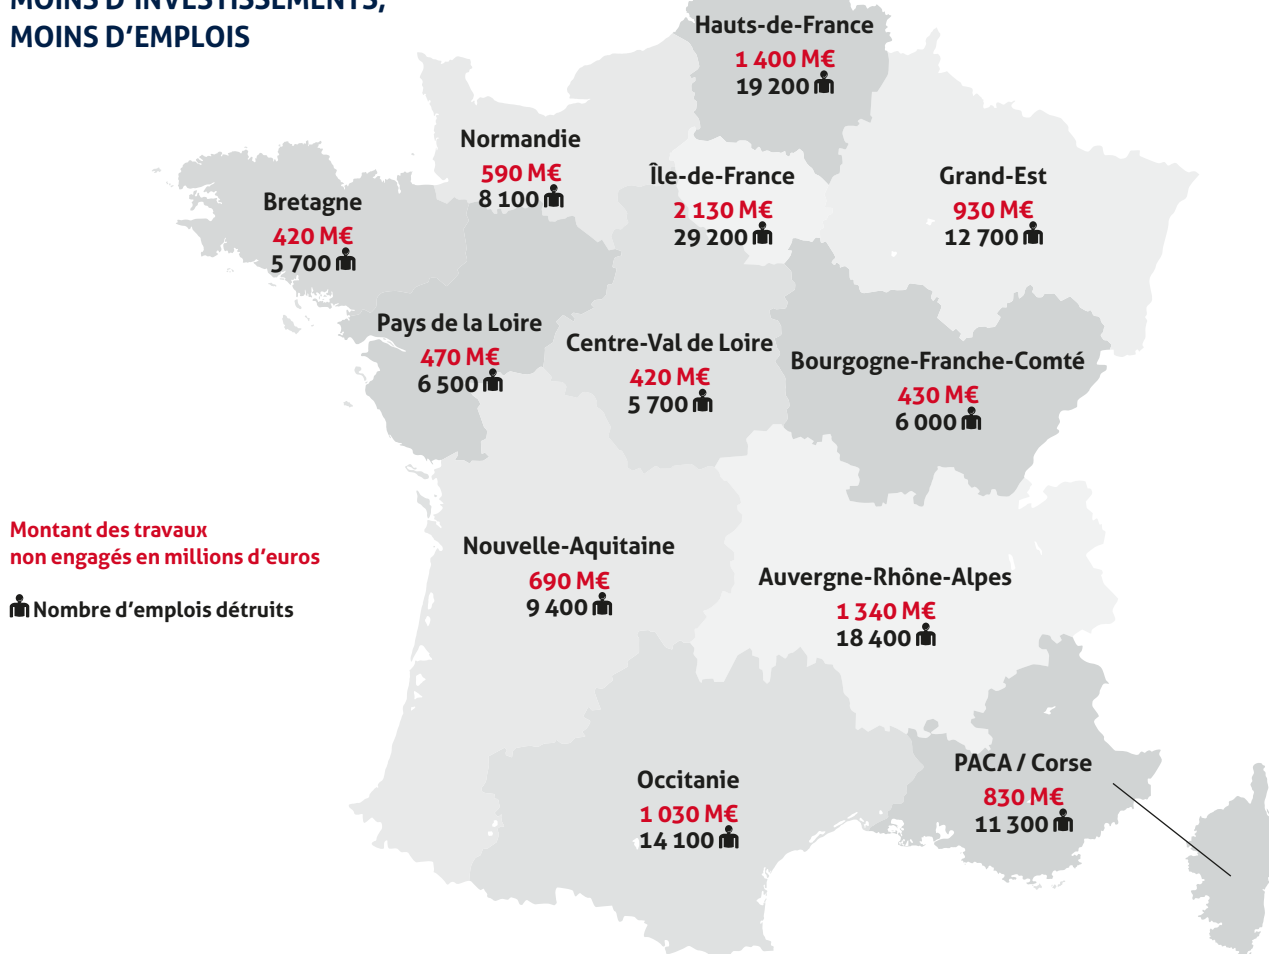 MOINS D'INVESTISSEMENTS,
MOINS D'EMPLOIS
Hauts-de-France
1 400 M€
19 200
Normandie
590 M€
8 100
Île-de-France
2 130 M€
29 200
Grand-Est
930 M€
12 700
Bretagne
420 M€
5 700
Pays de la Loire
470 M€
6 500
Centre-Val de Loire
420 M€
5 700
Bourgogne-Franche-Comté
430 M€
6 000
Montant des travaux
non engagés en millions d'euros
Nombre d'emplois détruits
Nouvelle-Aquitaine
690 M€
9 400
Auvergne-Rhône-Alpes
1 340 M€
18 400
Occitanie
1 030 M€
14 100
PACA / Corse
830 M€
11 300